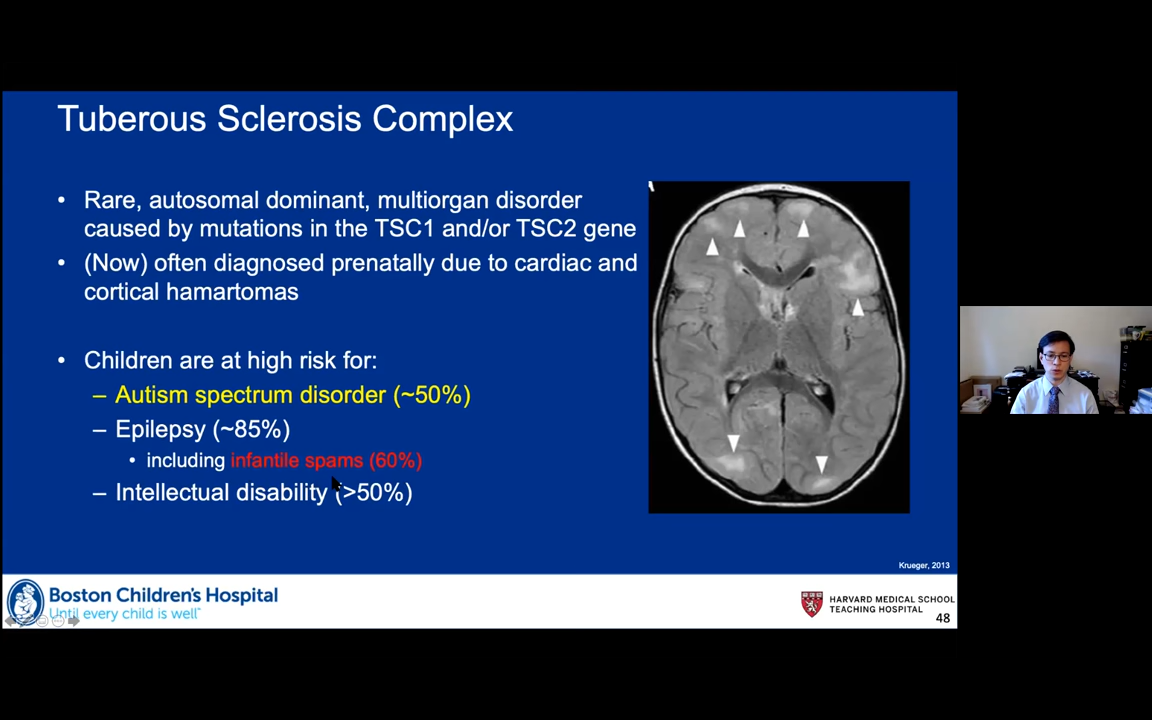 Tuberous Sclerosis Complex
• Rare, autosomal dominant, multiorgan disorder
caused by mutations in the TSC1 and/or TSC2 gene
• (Now) often diagnosed prenatally due to cardiac and
cortical hamartomas
• Children are at high risk for:
– Autism spectrum disorder (~50%)
– Epilepsy (~85%)
• including infantile spams (60%)
– Intellectual disability (>50%)
Krueger, 2013
Boston Children's Hospital
Until every child is well™
HARVARD MEDICAL SCHOOL
TEACHING HOSPITAL
48